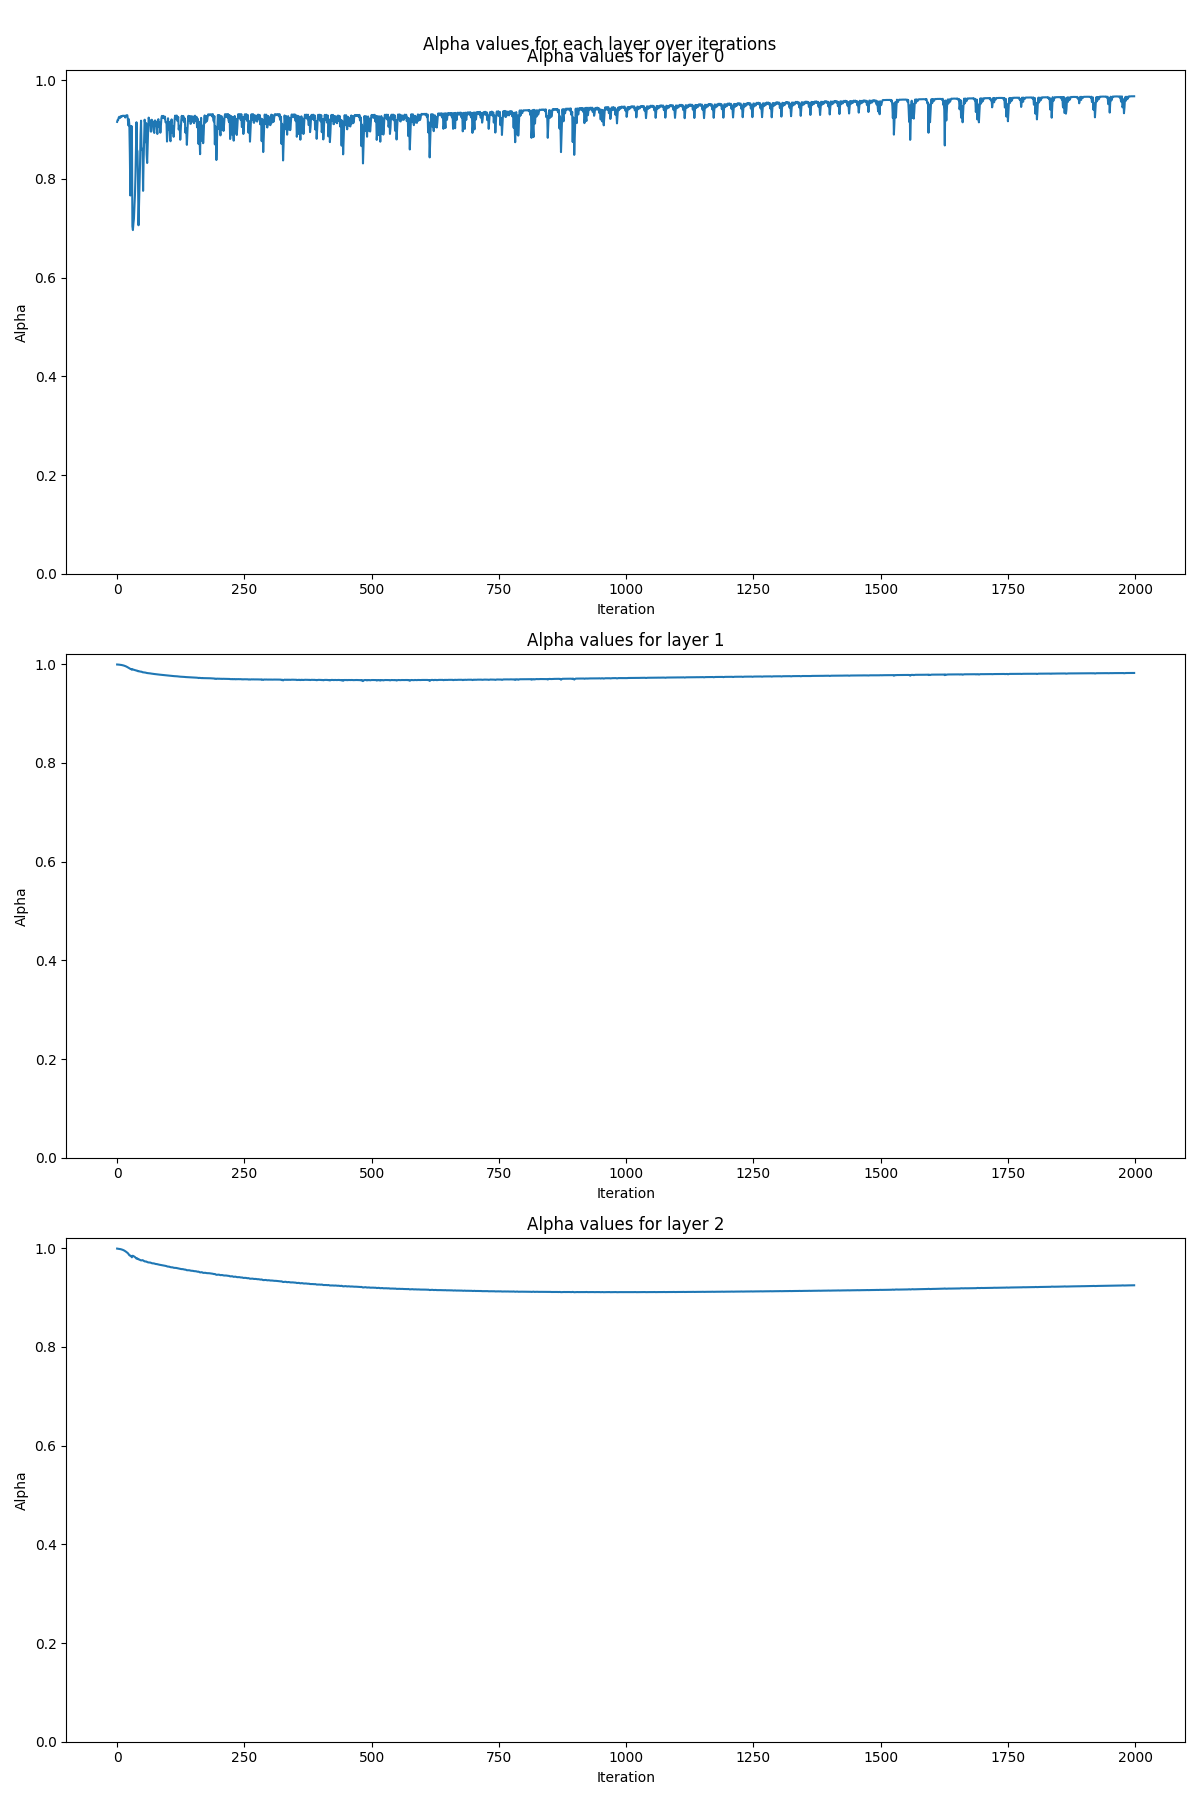 Alpha values for each layer over iterations
Alpha values for layer 0
1.0
0.8
0.6
0.4
0.2
0.0
Alpha
0 250 500 750 1000 1250 1500 1750 2000
Iteration
Alpha values for layer 1
1.0
0.8
0.6
0.4
0.2
0.0
Alpha
0 250 500 750 1000 1250 1500 1750 2000
Iteration
Alpha values for layer 2
1.0
0.8
0.6
0.4
0.2
0.0
Alpha
0 250 500 750 1000 1250 1500 1750 2000
Iteration